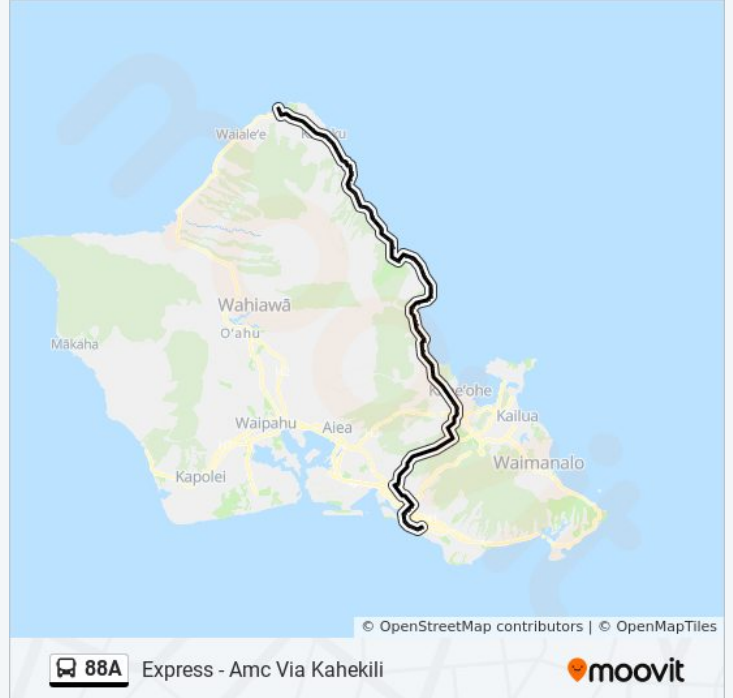 Waiale'e
Wahiawā
O'ahu
Mākaha
Kailua
Waipahu
Aiea
Waimanalo
Kapolei
© OpenStreetMap contributors | © OpenMapTiles
88A Express - Amc Via Kahekili moovit